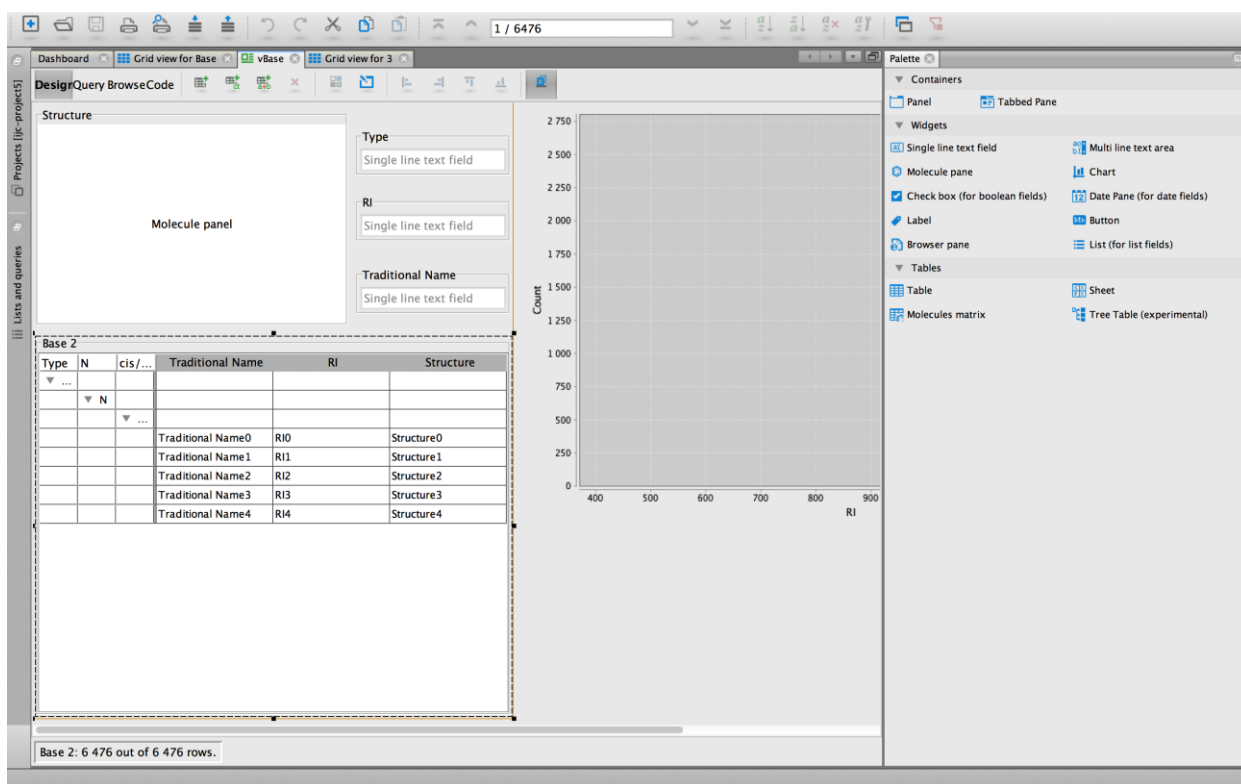 1 / 6476
Dashboard Grid view for Base vBase Grid view for 3
Projects [ijc-projects]
Lists and queries
Design Query Browse Code
Structure
Molecule panel
Type
Single line text field
RI
Single line text field
Traditional Name
Single line text field
Base 2
Type N cis/... Traditional Name RI Structure
...
N
...
Traditional Name0 RI0 Structure0
Traditional Name1 RI1 Structure1
Traditional Name2 RI2 Structure2
Traditional Name3 RI3 Structure3
Traditional Name4 RI4 Structure4
2 750
2 500
2 250
2 000
1 750
1 500
1 250
1 000
750
500
250
0
Count
400 500 600 700 800 900
RI
Palette
Containers
Panel Tabbed Pane
Widgets
Single line text field Multi line text area
Molecule pane Chart
Check box (for boolean fields) Date Pane (for date fields)
Label Button
Browser pane List (for list fields)
Tables
Table Sheet
Molecules matrix Tree Table (experimental)
Base 2: 6 476 out of 6 476 rows.